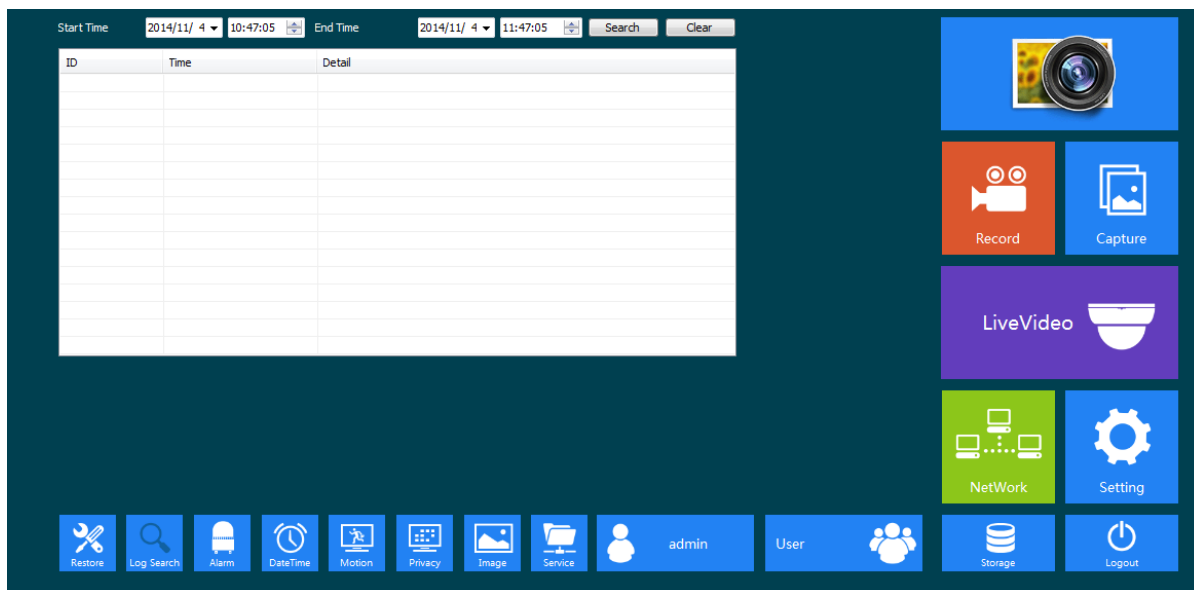 Start Time 2014/11/ 4 10:47:05 End Time 2014/11/ 4 11:47:05 Search Clear
ID Time Detail
Record Capture
LiveVideo
NetWork Setting
admin User
Restore Log Search Alarm DateTime Motion Privacy Image Service Storage Logout